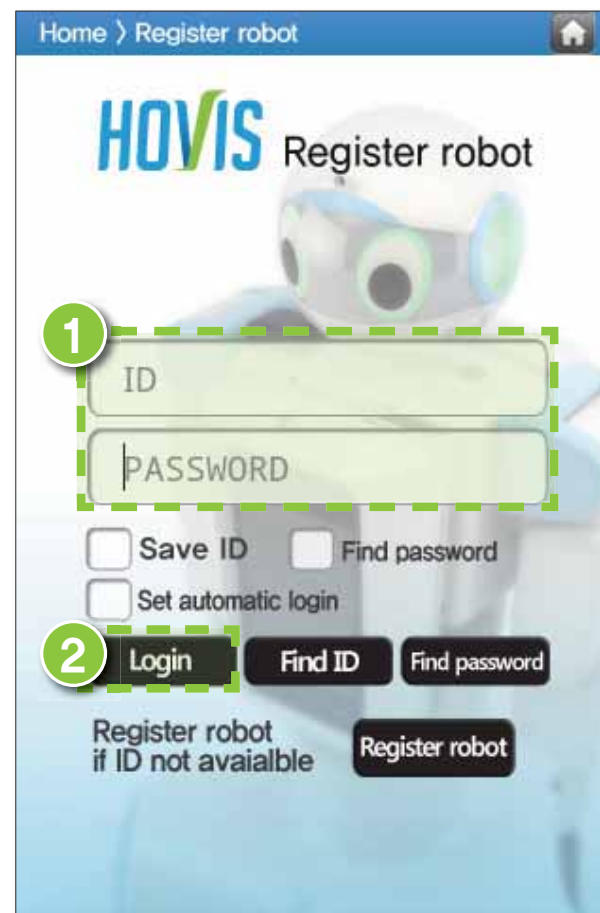 Home 〉Register robot
HOVIS Register robot
1
ID
PASSWORD
Save ID Find password
Set automatic login
2 Login Find ID Find password
Register robot
if ID not avaialble Register robot